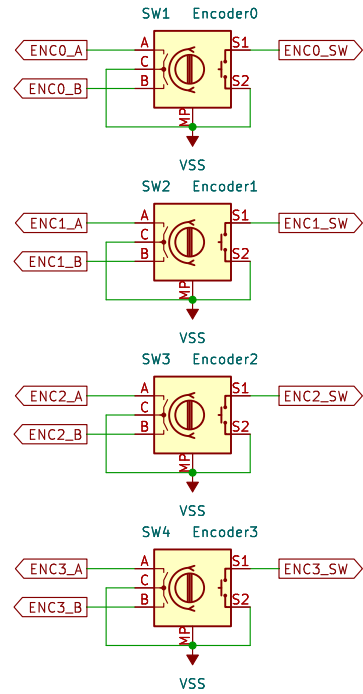 SW1 Encoder0
ENC0_A A S1 ENC0_SW
C
ENC0_B B S2
MP
VSS
SW2 Encoder1
ENC1_A A S1 ENC1_SW
C
ENC1_B B S2
MP
VSS
SW3 Encoder2
ENC2_A A S1 ENC2_SW
C
ENC2_B B S2
MP
VSS
SW4 Encoder3
ENC3_A A S1 ENC3_SW
C
ENC3_B B S2
MP
VSS